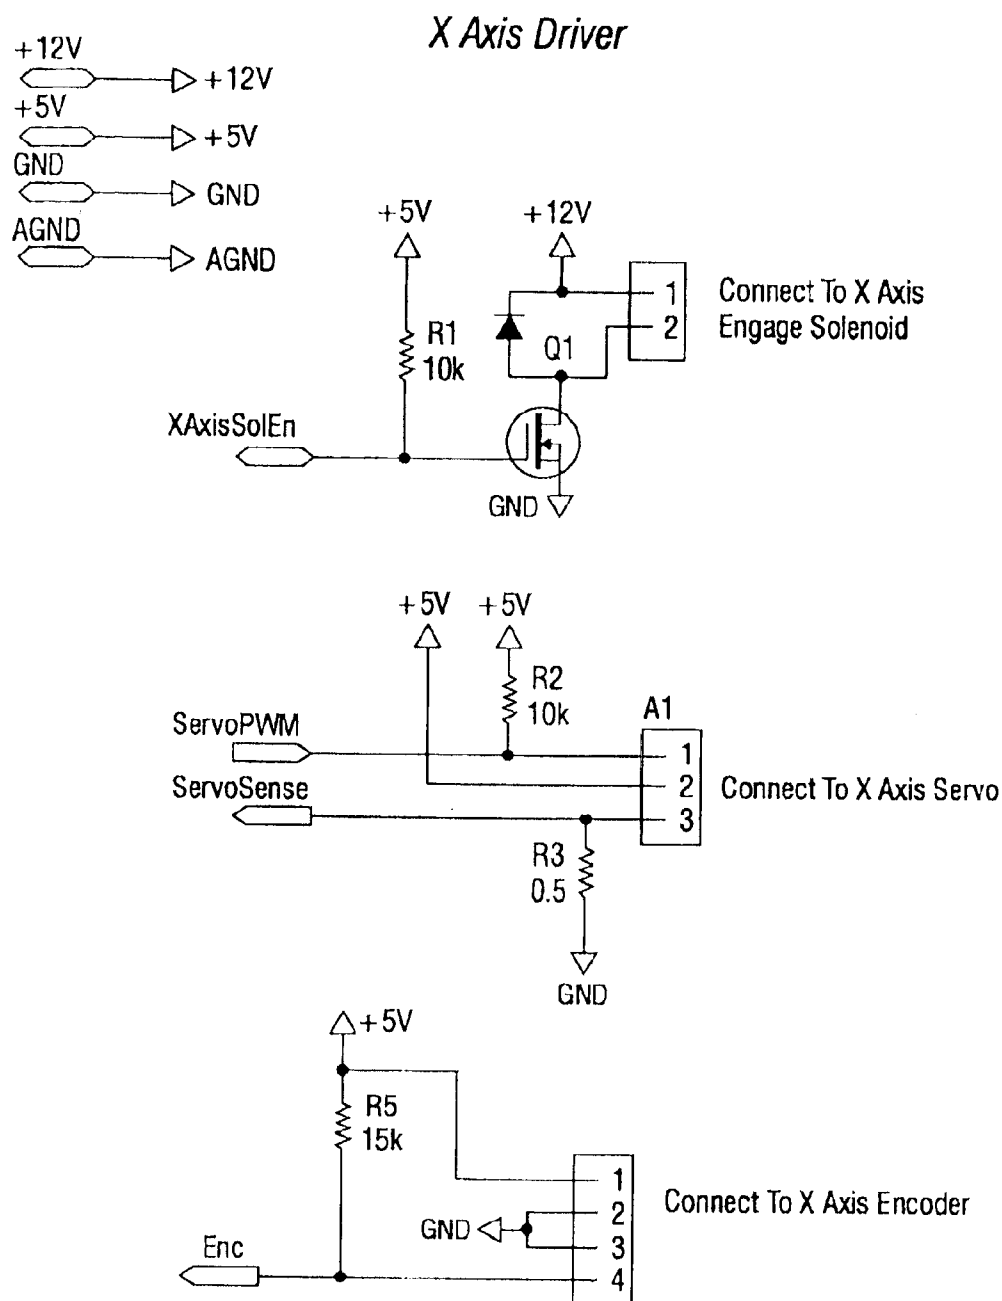 X Axis Driver
+12V
+12V
+5V
+5V
GND
GND
AGND
AGND
+5V
+12V
R1
10k
Q1
1
2
Connect To X Axis
Engage Solenoid
XAxisSolEn
GND
+5V
+5V
R2
10k
A1
ServoPWM
1
ServoSense
2
Connect To X Axis Servo
3
R3
0.5
GND
+5V
R5
15k
1
Connect To X Axis Encoder
2
GND
3
Enc
4